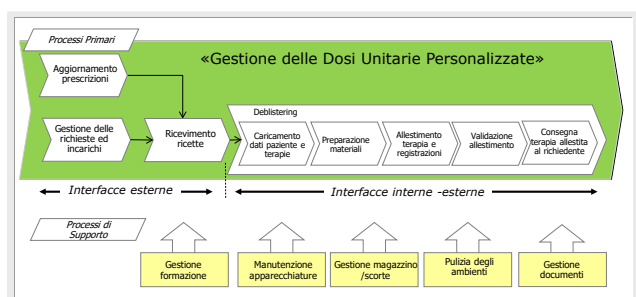 Processi Primari
«Gestione delle Dosi Unitarie Personalizzate»
Aggiornamento
prescrizioni
Gestione delle
richieste ed
incarichi
Ricevimento
ricette
Deblistering
Caricamento
dati paziente e
terapie
Preparazione
materiali
Allestimento
terapia e
registrazioni
Validazione
allestimento
Consegna
terapia allestita
al richiedente
Interfacce esterne
Interfacce interne -esterne
Processi di
Supporto
Gestione
formazione
Manutenzione
apparecchiature
Gestione magazzino
/scorte
Pulizia degli
ambienti
Gestione
documenti